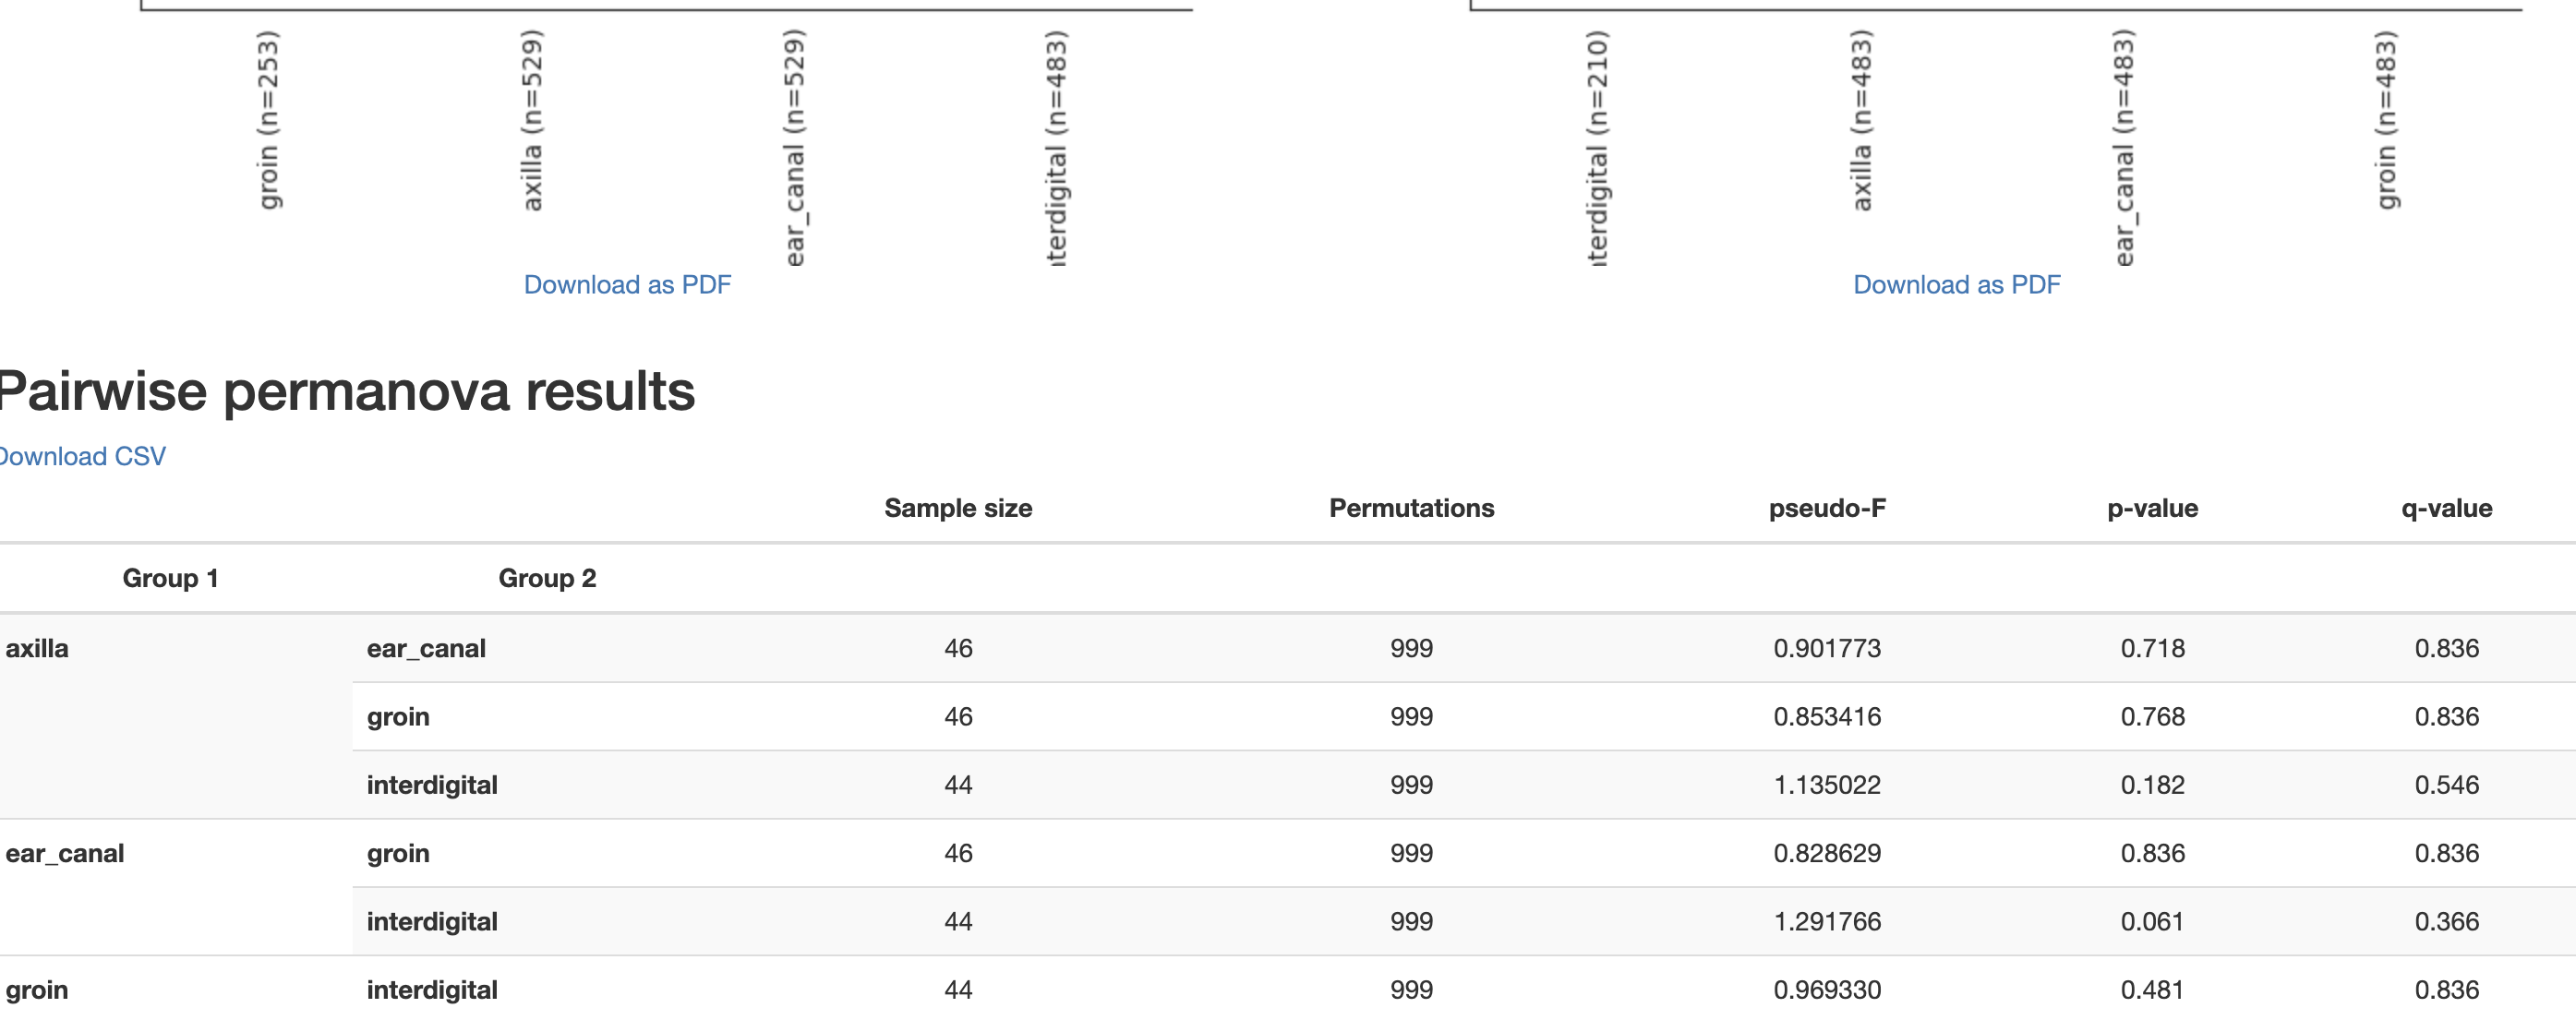 groin (n=253)
axilla (n=529)
ear_canal (n=529)
nterdigital (n=483)
nterdigital (n=210)
axilla (n=483)
ear_canal (n=483)
groin (n=483)
Download as PDF
Download as PDF
Pairwise permanova results
Download CSV
Sample size Permutations pseudo-F p-value q-value
Group 1 Group 2
axilla ear_canal 46 999 0.901773 0.718 0.836
groin 46 999 0.853416 0.768 0.836
interdigital 44 999 1.135022 0.182 0.546
ear_canal groin 46 999 0.828629 0.836 0.836
interdigital 44 999 1.291766 0.061 0.366
groin interdigital 44 999 0.969330 0.481 0.836